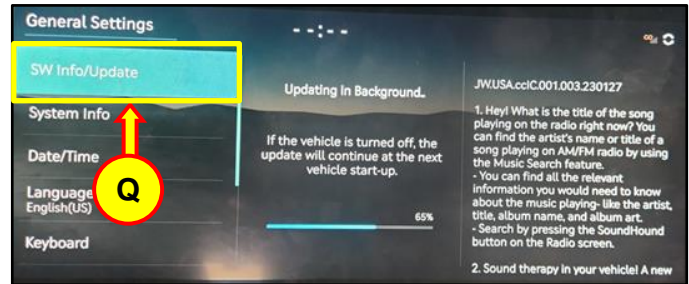 General Settings
--:--
SW Info/Update
System Info
Date/Time
Language
English(US)
Keyboard
Q
Updating in Background..
If the vehicle is turned off, the
update will continue at the next
vehicle start-up.
65%
JW.USA.ccIC.001.003.230127
1. Hey! What is the title of the song
playing on the radio right now? You
can find the artist's name or title of a
song playing on AM/FM radio by using
the Music Search feature.
- You can find all the relevant
information you would need to know
about the music playing- like the artist,
title, album name, and album art.
- Search by pressing the SoundHound
button on the Radio screen.
2. Sound therapy in your vehicle! A new